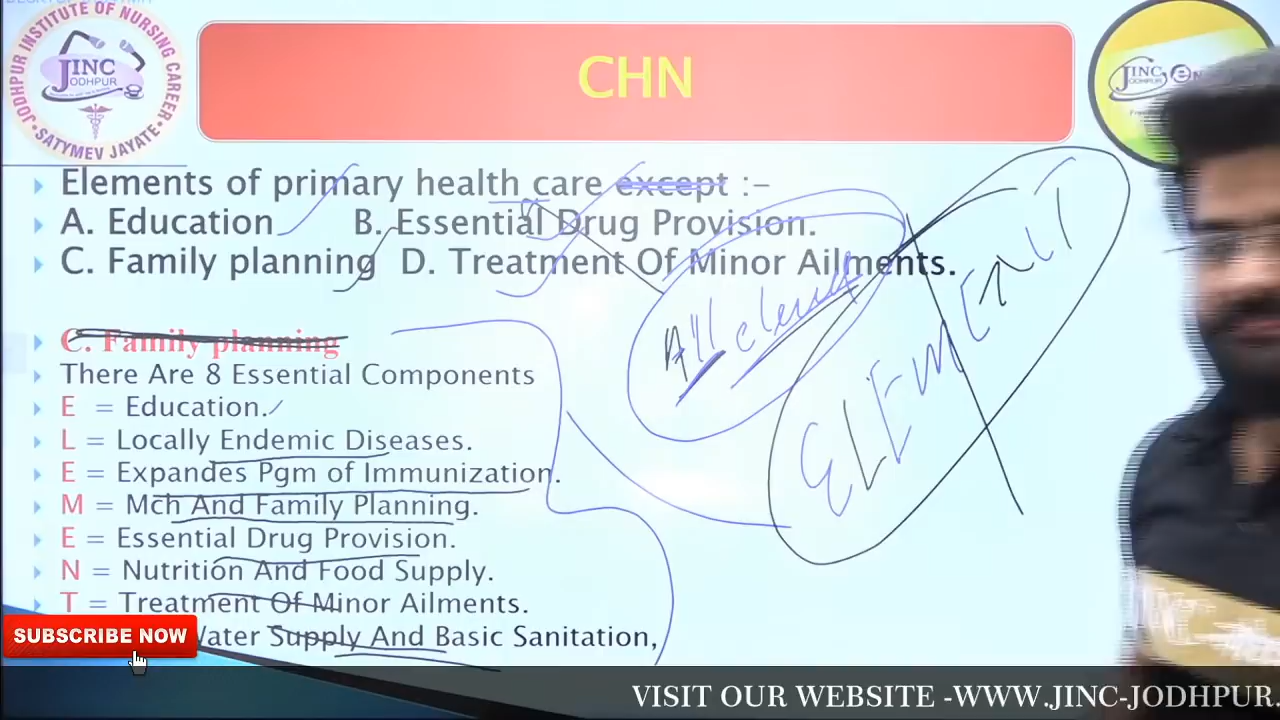 JODHPUR INSTITUTE OF NURSING CAREER
SATYMEV JAYATE
JINC
JODHPUR
CHN
JINC
JODHPUR
Elements of primary health care except :-
A. Education B. Essential Drug Provision.
C. Family planning D. Treatment Of Minor Ailments.
C. Family planning
There Are 8 Essential Components
E = Education.
L = Locally Endemic Diseases.
E = Expandes Pgm of Immunization.
M = Mch And Family Planning.
E = Essential Drug Provision.
N = Nutrition And Food Supply.
T = Treatment Of Minor Ailments.
Water Supply And Basic Sanitation,
All
ELEMENT
SUBSCRIBE NOW
VISIT OUR WEBSITE -WWW.JINC-JODHPUR.